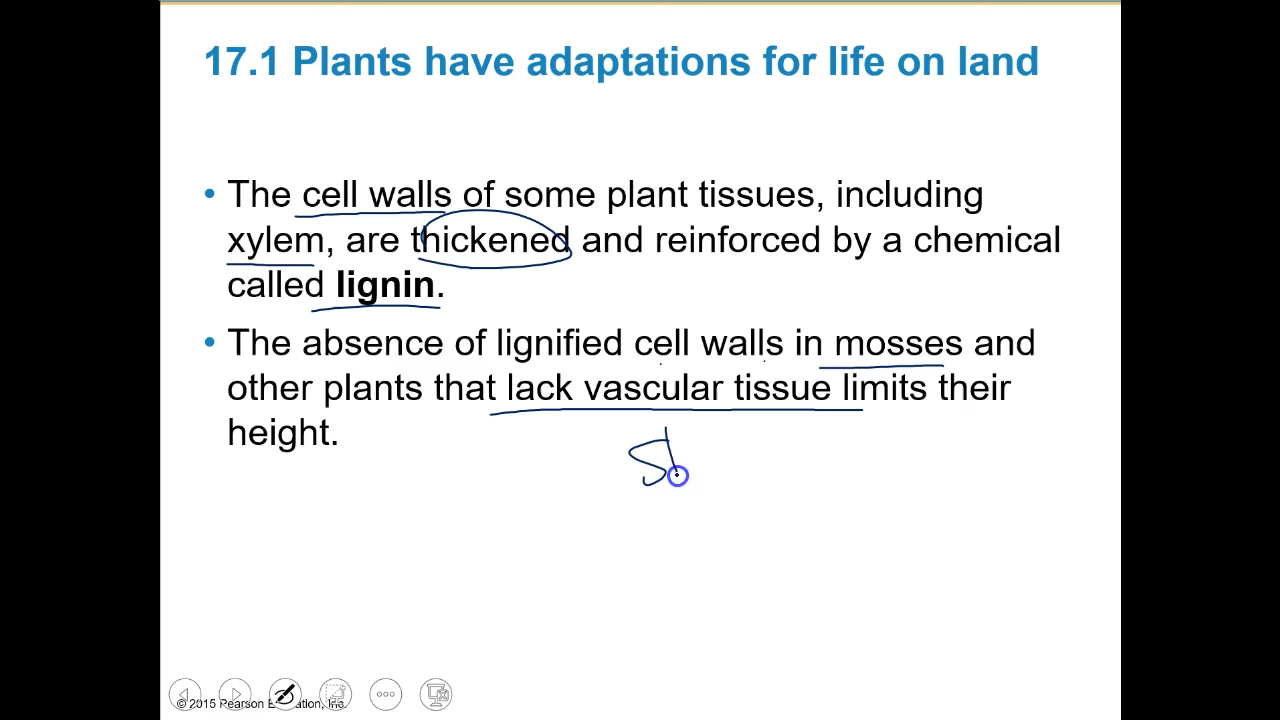 17.1 Plants have adaptations for life on land
• The cell walls of some plant tissues, including
xylem, are thickened and reinforced by a chemical
called lignin.
• The absence of lignified cell walls in mosses and
other plants that lack vascular tissue limits their
height.
© 2015 Pearson Inc.